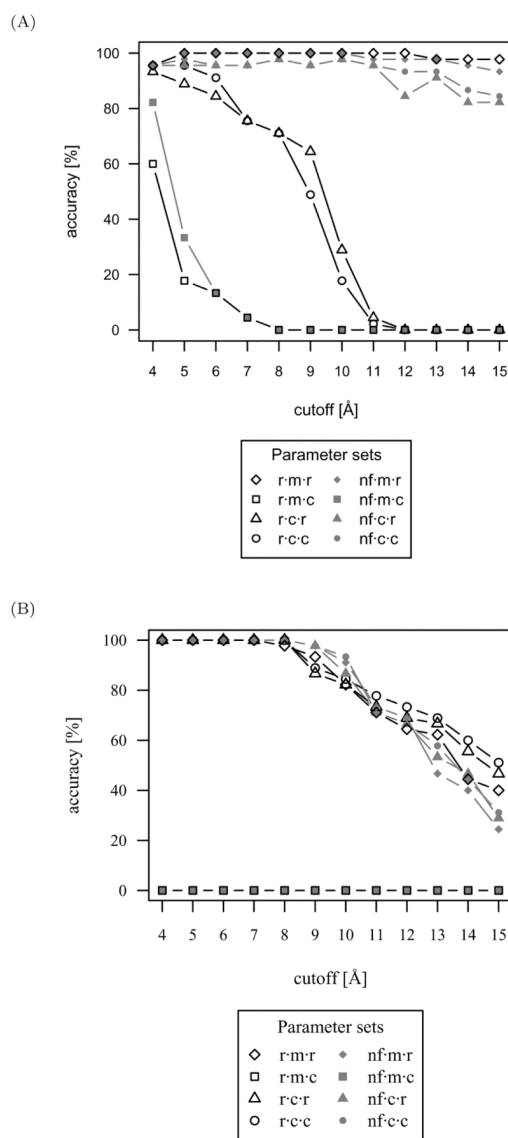 (A)
accuracy [%]
100
80
60
40
20
0
4 5 6 7 8 9 10 11 12 13 14 15
cutoff [Å]
Parameter sets
r·m·r nf·m·r
r·m·c nf·m·c
r·c·r nf·c·r
r·c·c nf·c·c
(B)
accuracy [%]
100
80
60
40
20
0
4 5 6 7 8 9 10 11 12 13 14 15
cutoff [Å]
Parameter sets
r·m·r nf·m·r
r·m·c nf·m·c
r·c·r nf·c·r
r·c·c nf·c·c